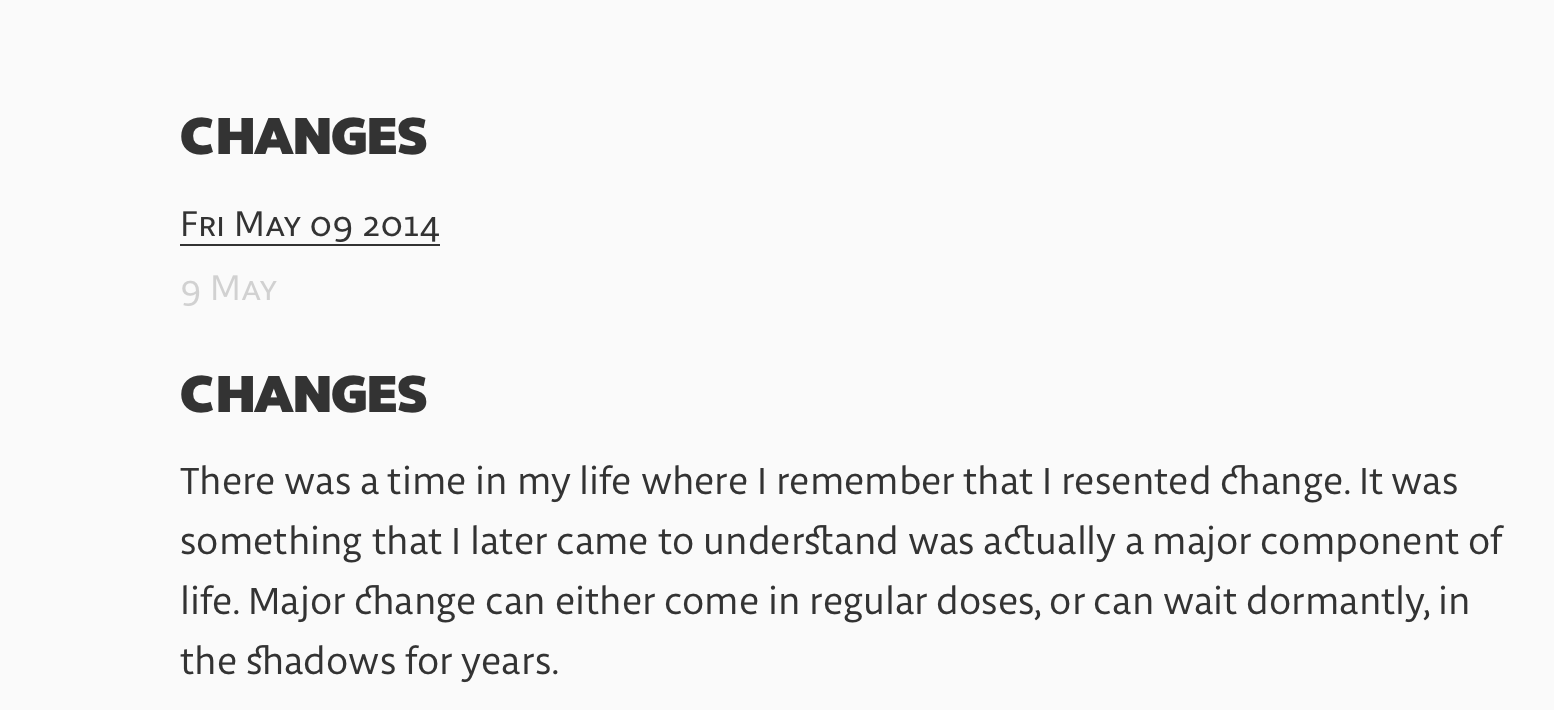 CHANGES
Fri May 09 2014
9 May
CHANGES
There was a time in my life where I remember that I resented change. It was
something that I later came to understand was actually a major component of
life. Major change can either come in regular doses, or can wait dormantly, in
the shadows for years.